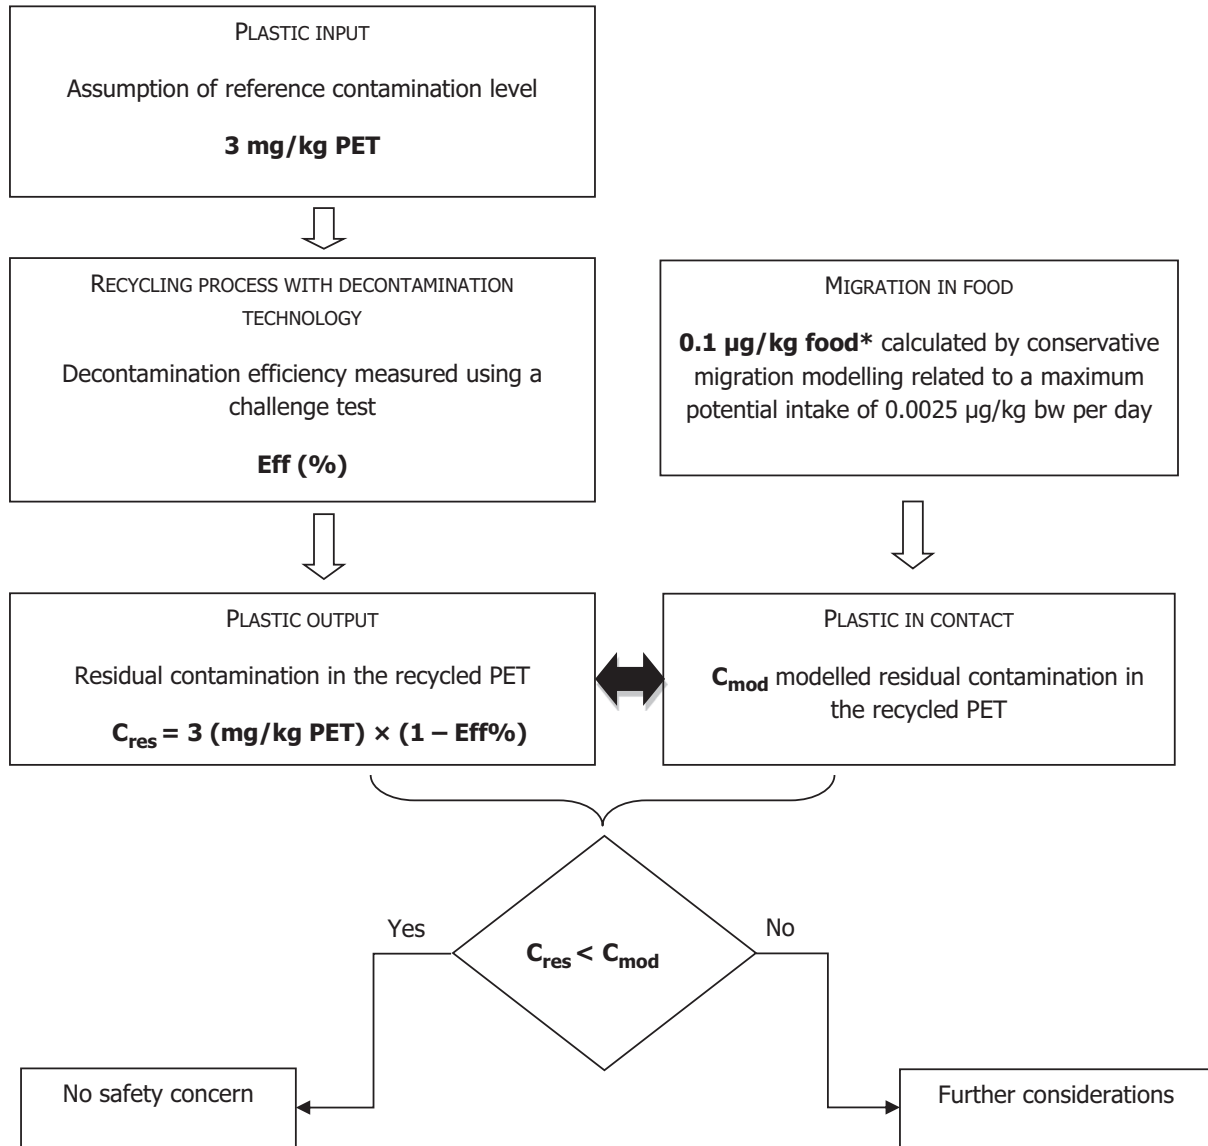 PLASTIC INPUT
Assumption of reference contamination level
3 mg/kg PET
RECYCLING PROCESS WITH DECONTAMINATION
TECHNOLOGY
Decontamination efficiency measured using a
challenge test
Eff (%)
MIGRATION IN FOOD
0.1 µg/kg food* calculated by conservative
migration modelling related to a maximum
potential intake of 0.0025 µg/kg bw per day
PLASTIC OUTPUT
Residual contamination in the recycled PET
Cres = 3 (mg/kg PET) × (1 – Eff%)
PLASTIC IN CONTACT
Cmod modelled residual contamination in
the recycled PET
Yes
No
Cres < Cmod
No safety concern
Further considerations